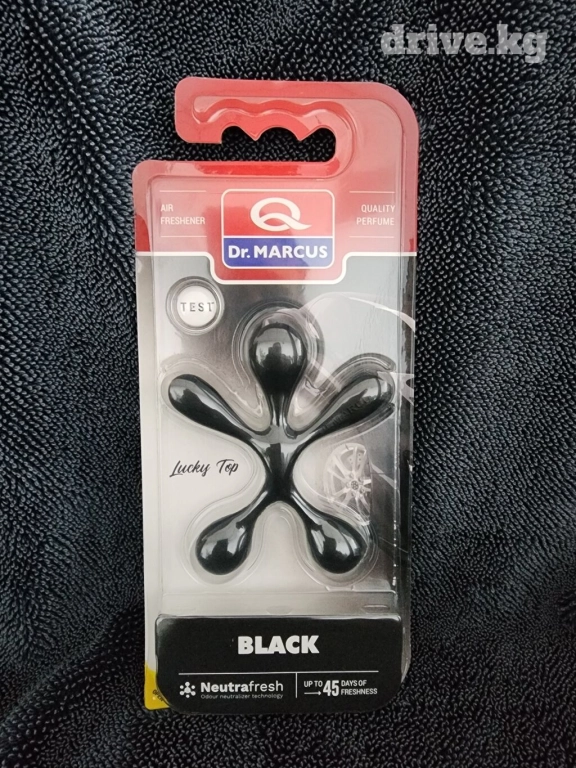 drive.kg
AIR
FRESHENER
QUALITY
PERFUME
Dr. MARCUS
TEST
Lucky Top
BLACK
Neutrafresh
Odour neutralizer technology
UP TO 45 DAYS OF
FRESHNESS